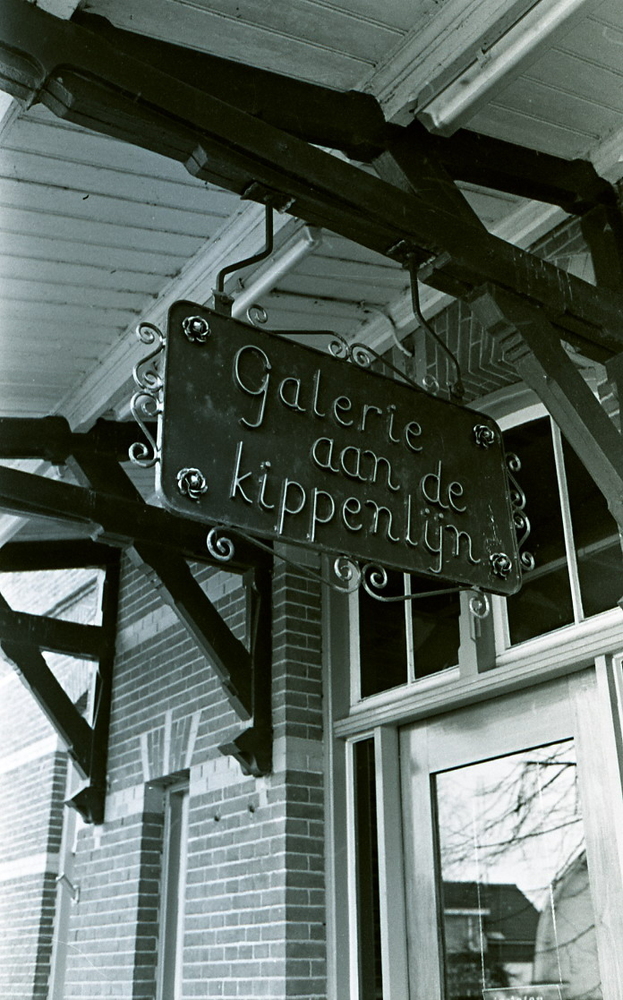 Galerie
aan de
kippenlijn